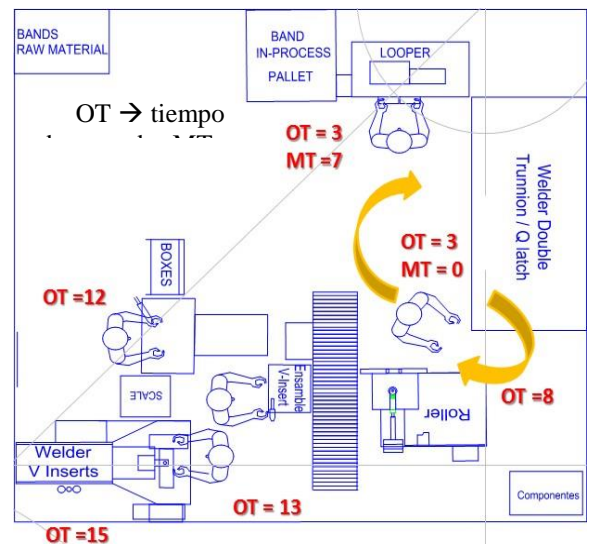 BANDS
RAW MATERIAL
BAND
IN-PROCESS
PALLET
LOOPER
OT → tiempo
OT = 3
MT =7
Welder Double
Trunnion / Q latch
OT = 3
MT = 0
BOXES
OT =12
SCALE
Ensamble
V-Insert
Roller
OT =8
Welder
V Inserts
OT = 13
Componentes
OT =15